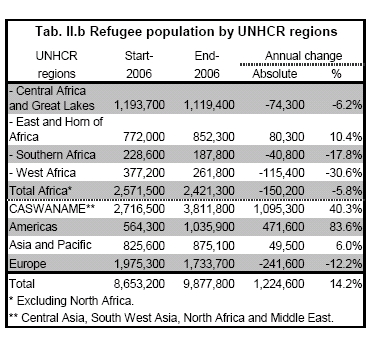 Tab. II.b Refugee population by UNHCR regions
UNHCR Start- End- Annual change
regions 2006 2006 Absolute %
- Central Africa
and Great Lakes 1,193,700 1,119,400 -74,300 -6.2%
- East and Horn of
Africa 772,000 852,300 80,300 10.4%
- Southern Africa 228,600 187,800 -40,800 -17.8%
- West Africa 377,200 261,800 -115,400 -30.6%
Total Africa* 2,571,500 2,421,300 -150,200 -5.8%
CASWANAME** 2,716,500 3,811,800 1,095,300 40.3%
Americas 564,300 1,035,900 471,600 83.6%
Asia and Pacific 825,600 875,100 49,500 6.0%
Europe 1,975,300 1,733,700 -241,600 -12.2%
Total 8,653,200 9,877,800 1,224,600 14.2%
* Excluding North Africa.
** Central Asia, South West Asia, North Africa and Middle East.